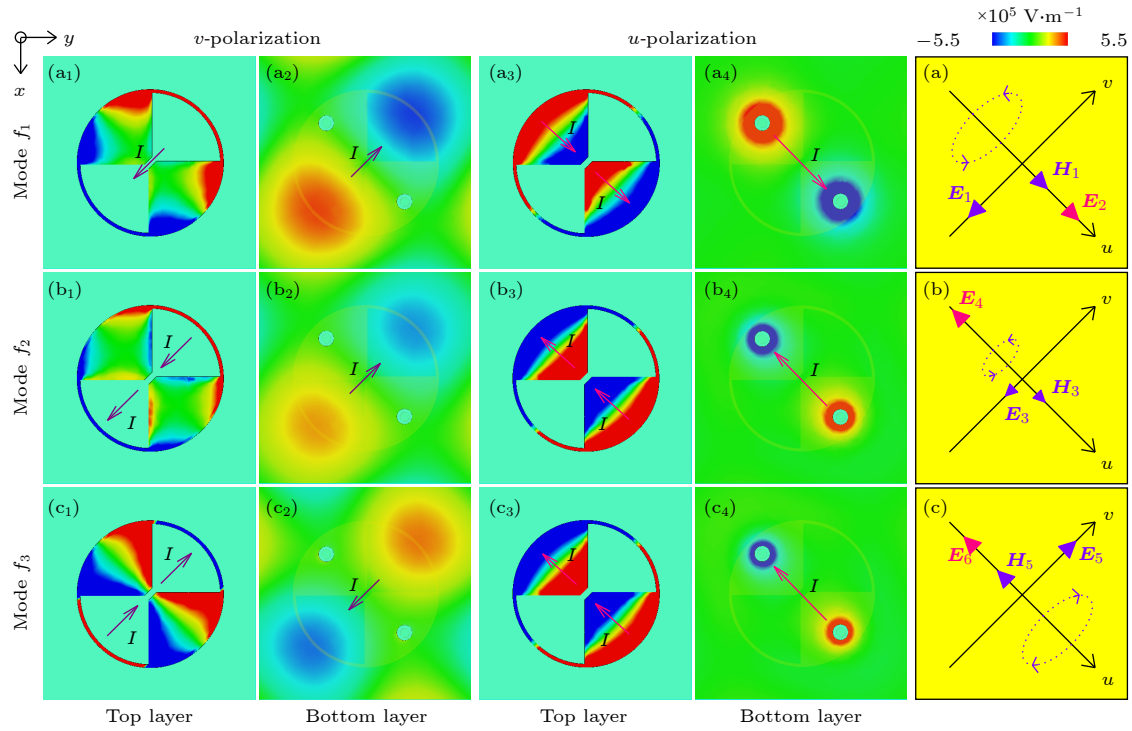 ×10⁵ V·m⁻¹
y v-polarization u-polarization −5.5 5.5
x
Mode f₁
(a₁) I
(a₂) I
(a₃) I I
(a₄) I
(a) v H₁ E₁ E₂ u
Mode f₂
(b₁) I I
(b₂) I
(b₃) I I
(b₄) I
(b) E₄ v H₃ E₃ u
Mode f₃
(c₁) I I
(c₂) I
(c₃) I I
(c₄) I
(c) v E₆ H₅ E₅ u
Top layer Bottom layer Top layer Bottom layer